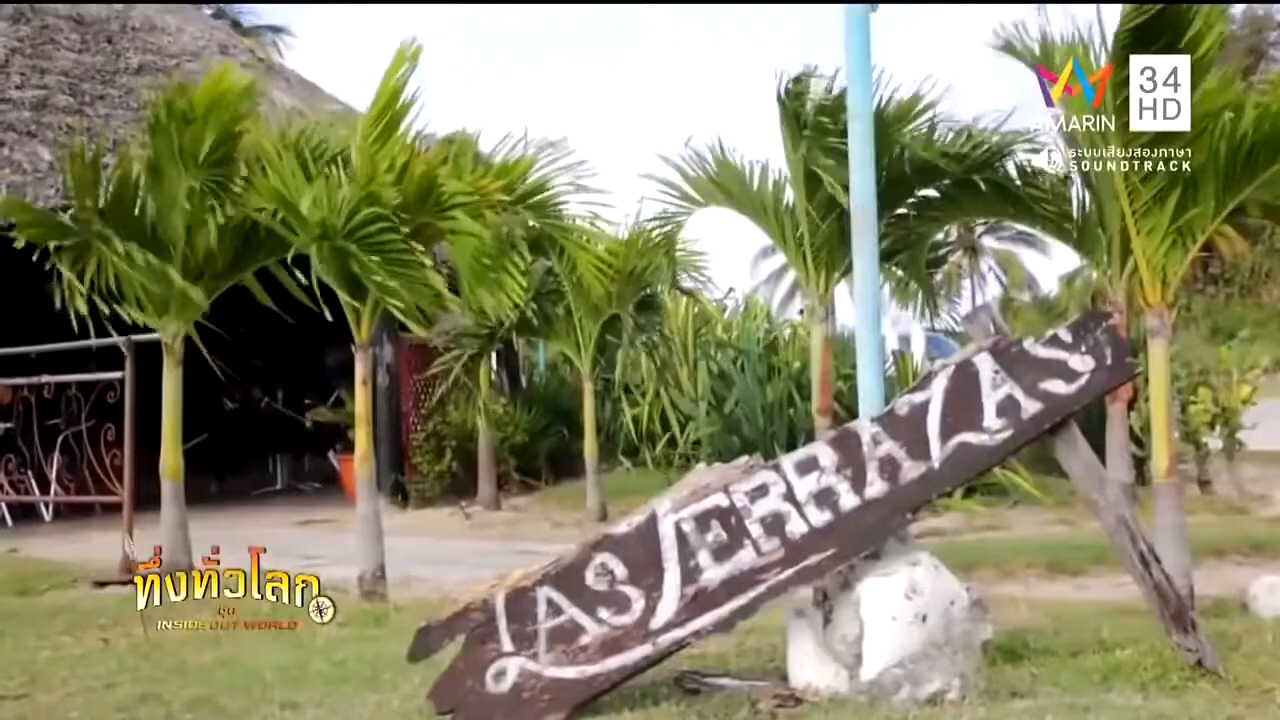 AMARIN
34
HD
ระบบเสียงสองภาษา
SOUNDTRACK
LAS TERRAZAS
ทึ่งทั่วโลก
INSIDE OUT WORLD